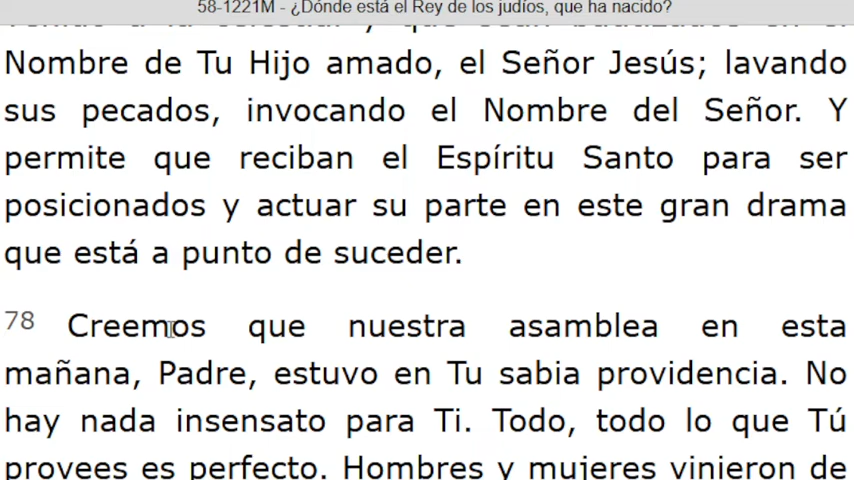 58-1221M - ¿Dónde está el Rey de los judíos, que ha nacido?
Nombre de Tu Hijo amado, el Señor Jesús; lavando
sus pecados, invocando el Nombre del Señor. Y
permite que reciban el Espíritu Santo para ser
posicionados y actuar su parte en este gran drama
que está a punto de suceder.
78 Creemos que nuestra asamblea en esta
mañana, Padre, estuvo en Tu sabia providencia. No
hay nada insensato para Ti. Todo, todo lo que Tú
provees es perfecto. Hombres y mujeres vinieron de